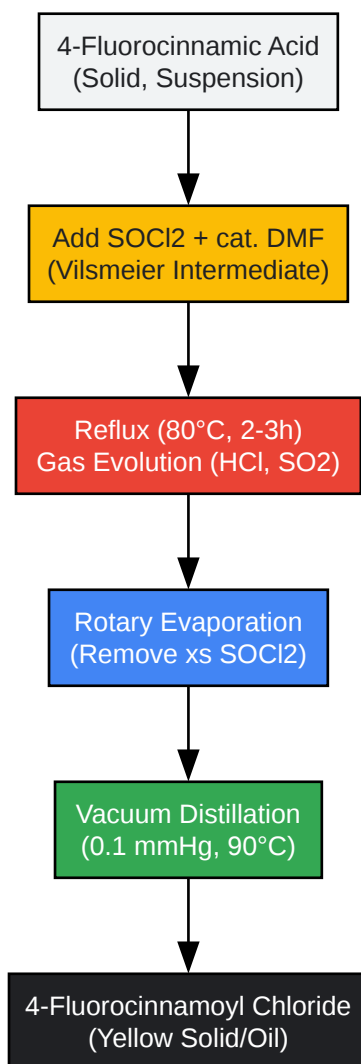 4-Fluorocinnamic Acid
(Solid, Suspension)
Add SOCl2 + cat. DMF
(Vilsmeier Intermediate)
Reflux (80°C, 2-3h)
Gas Evolution (HCl, SO2)
Rotary Evaporation
(Remove xs SOCl2)
Vacuum Distillation
(0.1 mmHg, 90°C)
4-Fluorocinnamoyl Chloride
(Yellow Solid/Oil)